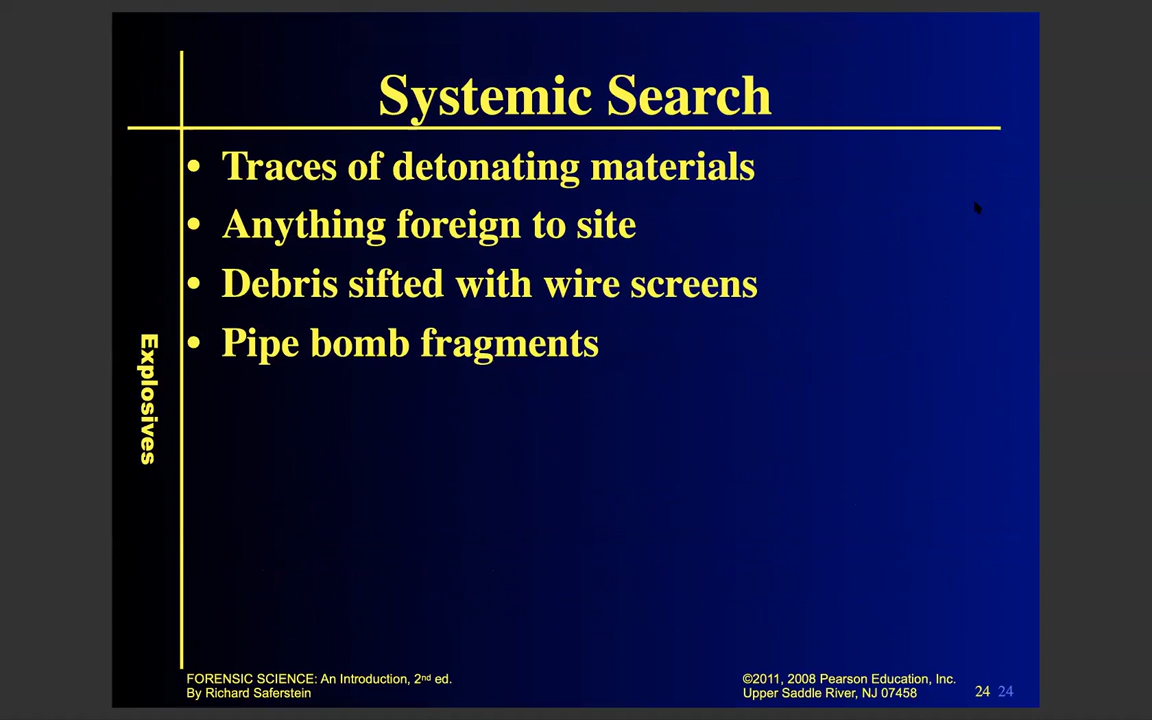 Systemic Search
• Traces of detonating materials
• Anything foreign to site
• Debris sifted with wire screens
• Pipe bomb fragments
Explosives
FORENSIC SCIENCE: An Introduction, 2nd ed.
By Richard Saferstein
©2011, 2008 Pearson Education, Inc.
Upper Saddle River, NJ 07458
24 24